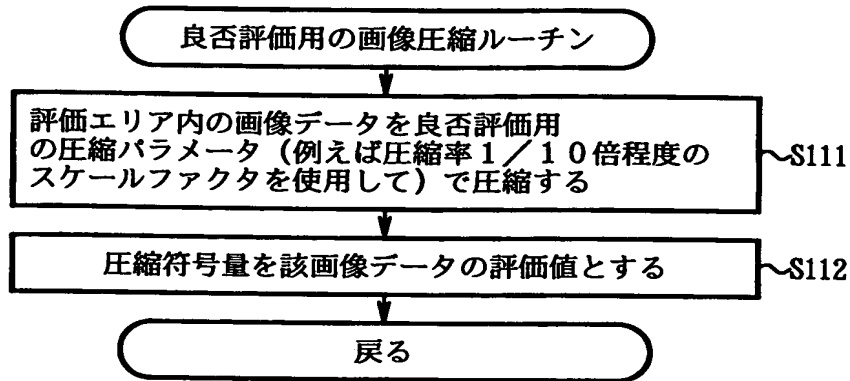 良否評価用の画像圧縮ルーチン
評価エリア内の画像データを良否評価用
の圧縮パラメータ（例えば圧縮率１／１０倍程度の
スケールファクタを使用して）で圧縮する
S111
圧縮符号量を該画像データの評価値とする
S112
戻る